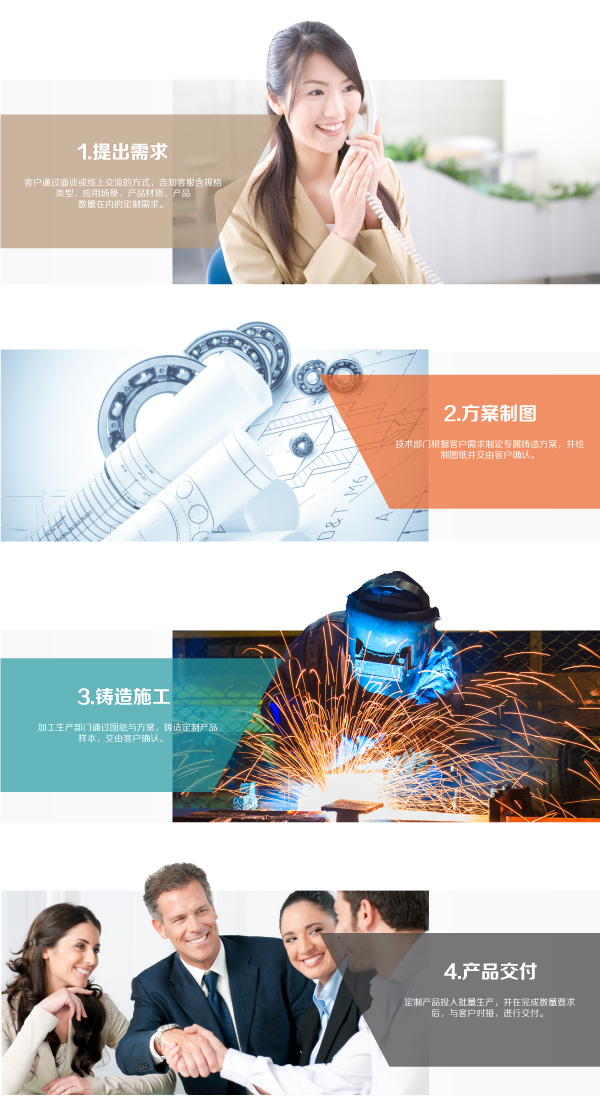 1.提出需求
客户通过面谈或线上交流的方式，告知客服含规格
类型、应用场景、产品材质、产品
数量在内的定制需求。
2.方案制图
技术部门根据客户需求制定专属铸造方案，并绘
制图纸并交由客户确认。
O&T M6
A
3.铸造施工
加工生产部门通过图纸与方案，铸造定制产品
样本，交由客户确认。
4.产品交付
定制产品投入批量生产，并在完成数量要求
后，与客户对接，进行交付。